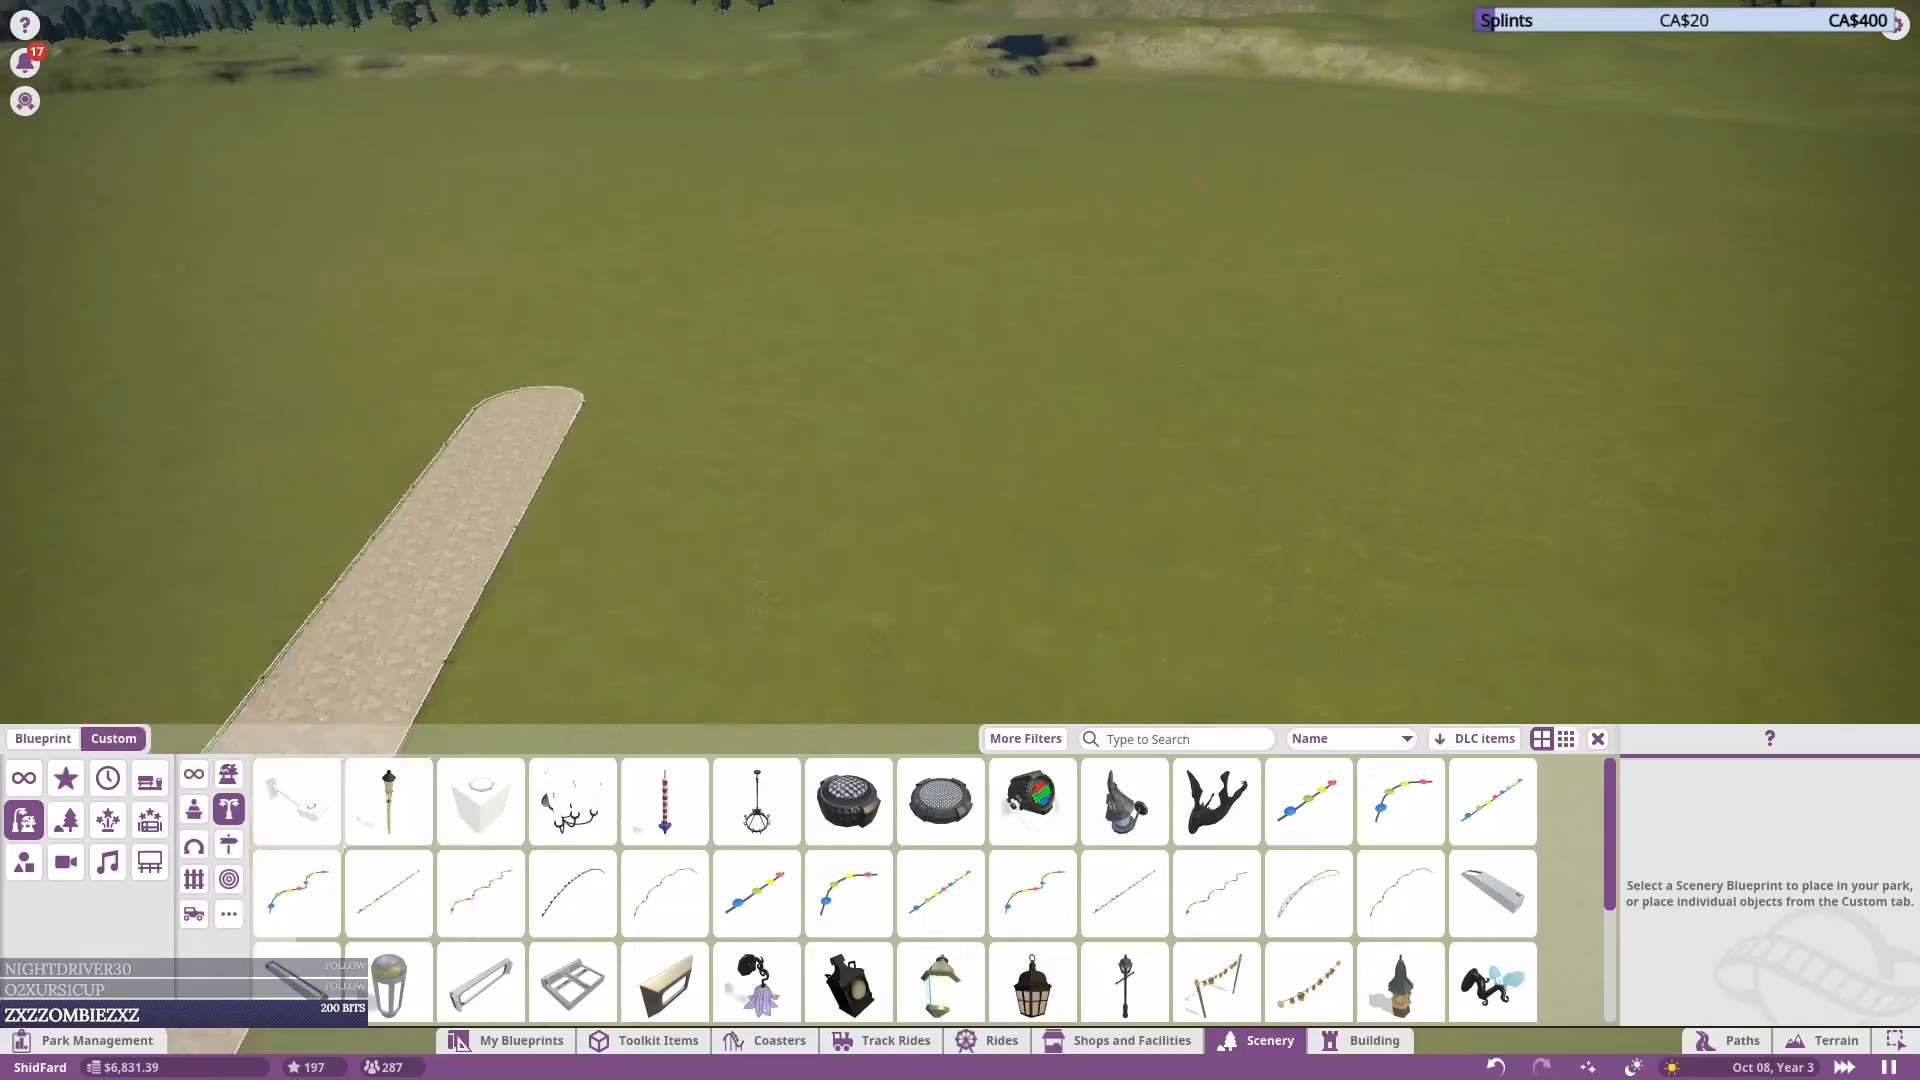 ?
17
Splints CA$20 CA$400
Blueprint Custom
More Filters Type to Search Name DLC items
?
Select a Scenery Blueprint to place in your park,
or place individual objects from the Custom tab.
NIGHTDRIVER30 FOLLOW
O2XURS1CUP FOLLOW
ZXZZOMBIEZXZ 200 BITS
Park Management My Blueprints Toolkit Items Coasters Track Rides Rides Shops and Facilities Scenery Building Paths Terrain
ShidFard $6,831.39 197 287 Oct 08, Year 3